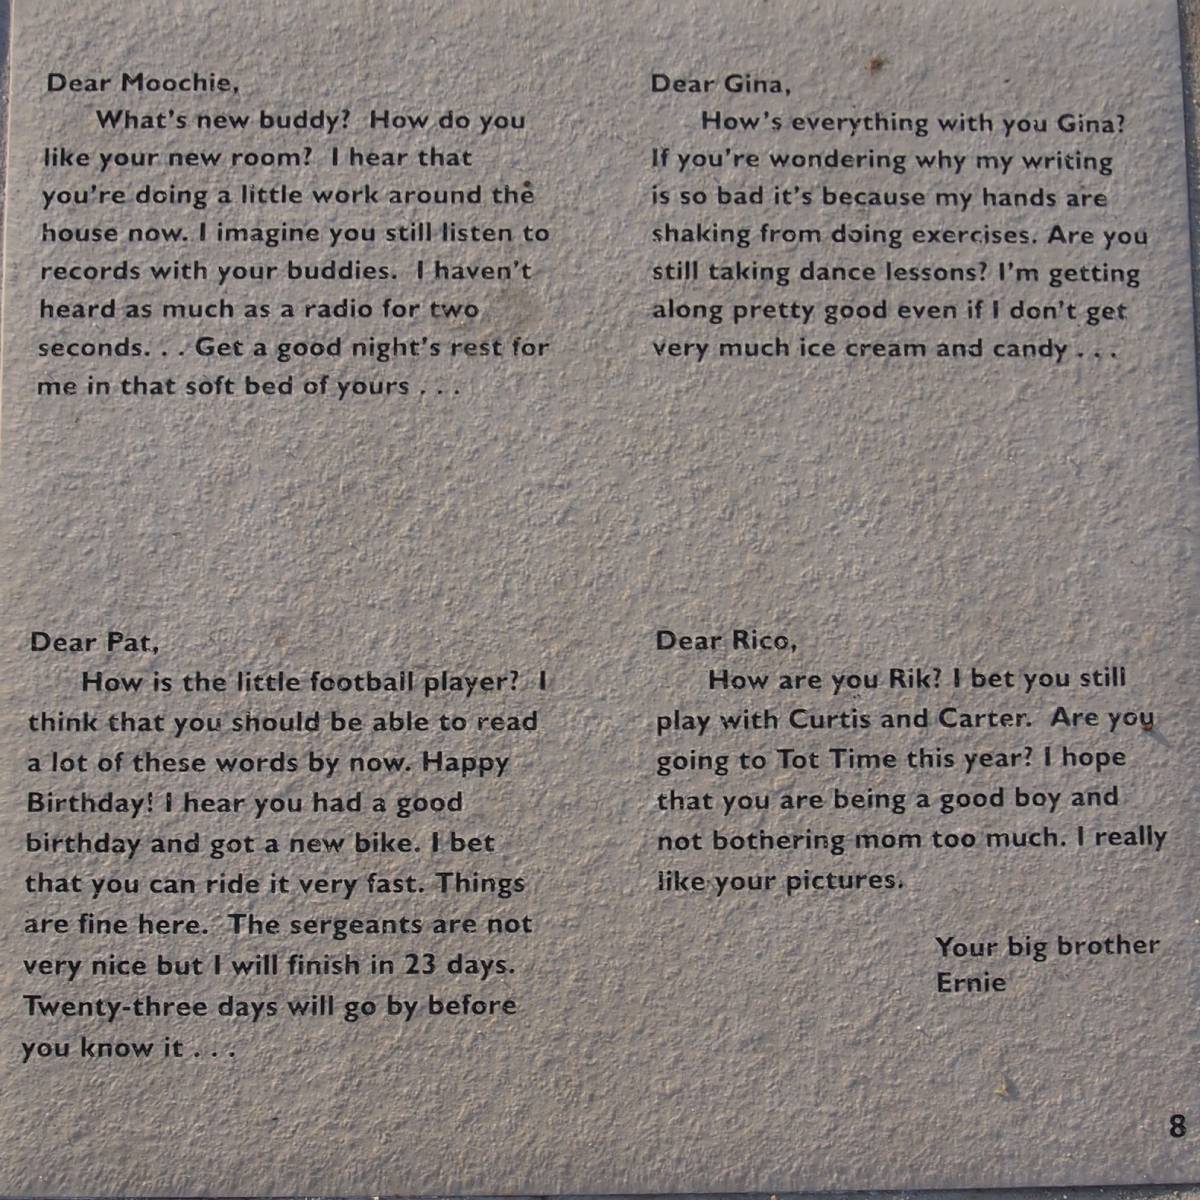 Dear Moochie,
What's new buddy? How do you
like your new room? I hear that
you're doing a little work around the
house now. I imagine you still listen to
records with your buddies. I haven't
heard as much as a radio for two
seconds. . . Get a good night's rest for
me in that soft bed of yours . . .
Dear Gina,
How's everything with you Gina?
If you're wondering why my writing
is so bad it's because my hands are
shaking from doing exercises. Are you
still taking dance lessons? I'm getting
along pretty good even if I don't get
very much ice cream and candy . . .
Dear Pat,
How is the little football player? I
think that you should be able to read
a lot of these words by now. Happy
Birthday! I hear you had a good
birthday and got a new bike. I bet
that you can ride it very fast. Things
are fine here. The sergeants are not
very nice but I will finish in 23 days.
Twenty-three days will go by before
you know it . . .
Dear Rico,
How are you Rik? I bet you still
play with Curtis and Carter. Are you
going to Tot Time this year? I hope
that you are being a good boy and
not bothering mom too much. I really
like your pictures.
Your big brother
Ernie
8